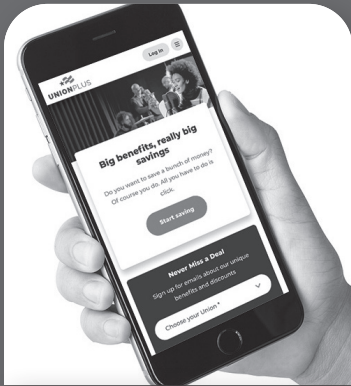 Log in
UNIONPLUS
Big benefits, really big
savings
Do you want to save a bunch of money?
Of course you do. All you have to do is
click.
Start saving
Never Miss a Deal
Sign up for emails about our unique
benefits and discounts
Choose your Union *